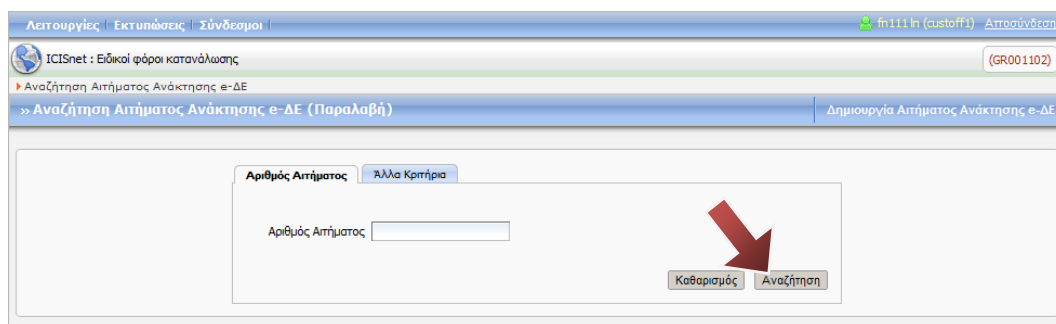 Λειτουργίες | Εκτυπώσεις | Σύνδεσμοι | fn111 ln (custoff1) Αποσύνδεση
ICISnet : Ειδικοί φόροι κατανάλωσης (GR001102)
Αναζήτηση Αιτήματος Ανάκτησης e-ΔΕ
» Αναζήτηση Αιτήματος Ανάκτησης e-ΔΕ (Παραλαβή) Δημιουργία Αιτήματος Ανάκτησης e-ΔΕ
Αριθμός Αιτήματος Άλλα Κριτήρια
Αριθμός Αιτήματος
Καθαρισμός Αναζήτηση